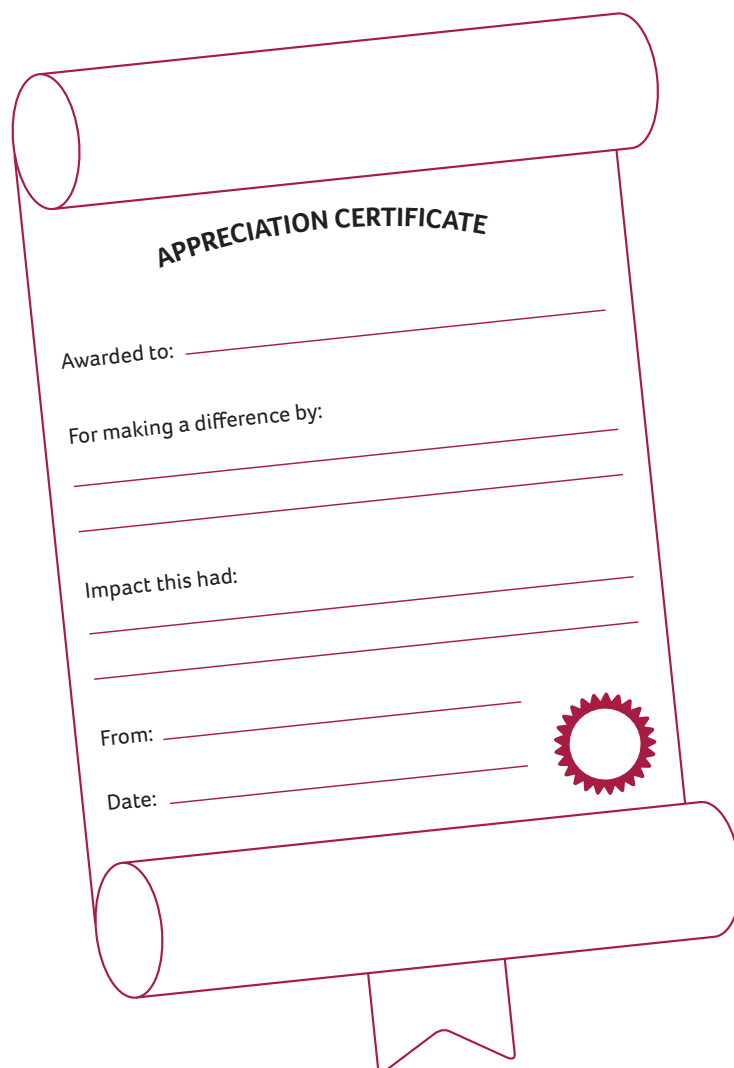 APPRECIATION CERTIFICATE
Awarded to:
For making a difference by:
Impact this had:
From:
Date: